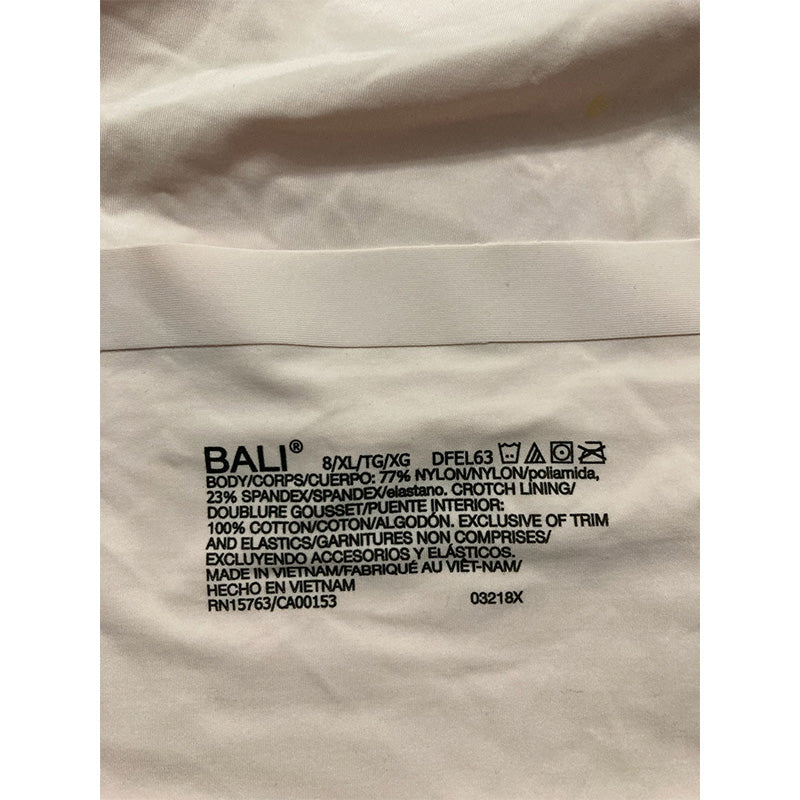 BALI® 8/XL/TG/XG DFEL63
BODY/CORPS/CUERPO: 77% NYLON/NYLON/poliamida,
23% SPANDEX/SPANDEX/elastano. CROTCH LINING/
DOUBLURE GOUSSET/PUENTE INTERIOR:
100% COTTON/COTON/ALGODÓN. EXCLUSIVE OF TRIM
AND ELASTICS/GARNITURES NON COMPRISES/
EXCLUYENDO ACCESORIOS Y ELÁSTICOS.
MADE IN VIETNAM/FABRIQUÉ AU VIÊT-NAM/
HECHO EN VIETNAM
RN15763/CA00153 03218X